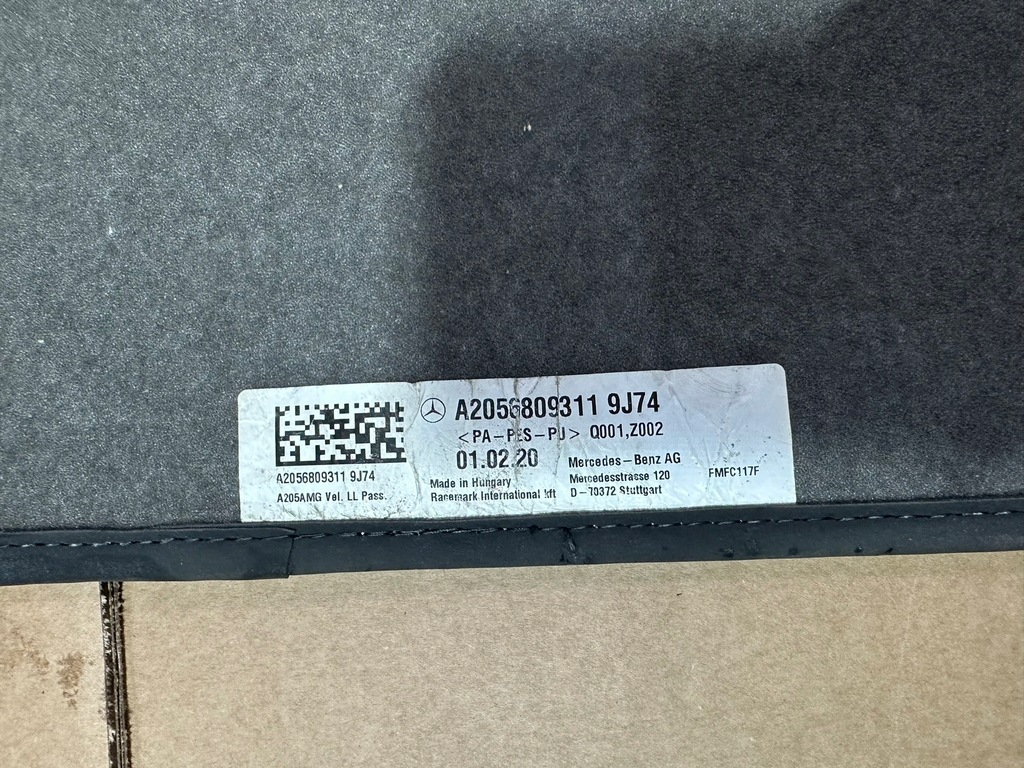 A2056809311 9J74
<PA-PES-PU> Q001,Z002
01.02.20
A2056809311 9J74
A205AMG Vel. LL Pass.
Made in Hungary
Racemark International kft
Mercedes-Benz AG
Mercedesstrasse 120
D-70372 Stuttgart
FMFC117F